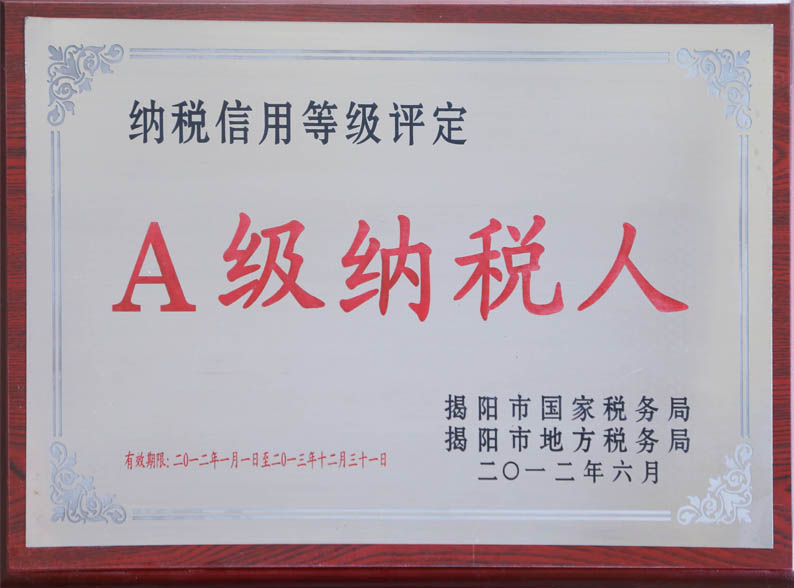 纳税信用等级评定
A级纳税人
揭阳市国家税务局
揭阳市地方税务局
二〇一二年六月
有效期限:二〇一二年一月一日至二〇一三年十二月三十一日